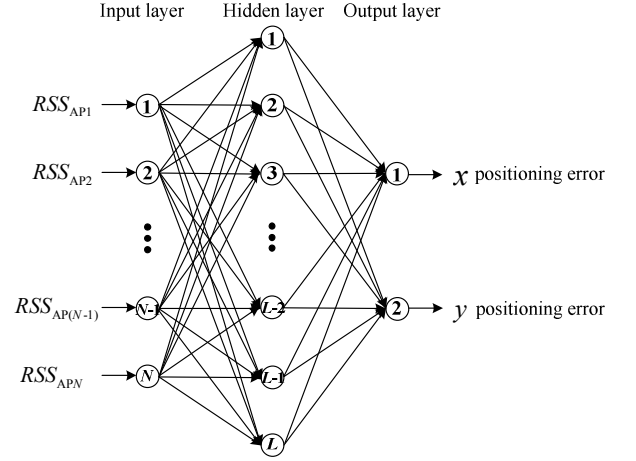 Input layer Hidden layer Output layer
1
RSS_AP1 1 2
RSS_AP2 2 3 1 x positioning error
RSS_AP(N-1) N-1 L-2 2 y positioning error
RSS_APN N L-1
L